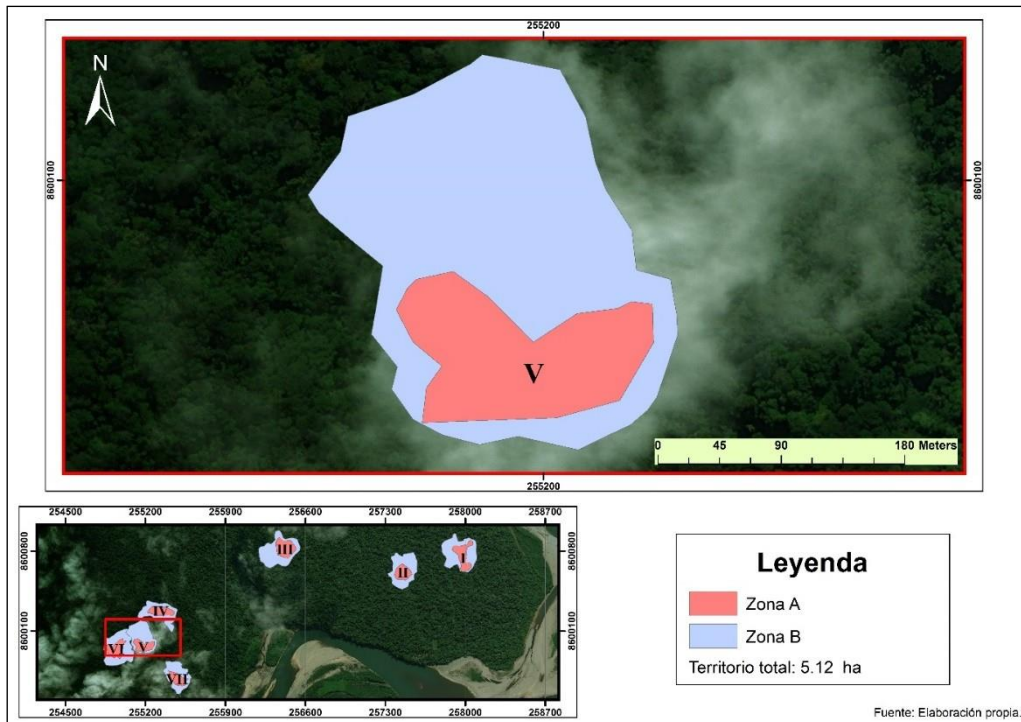 255200
N
8600100
8600100
V
0 45 90 180 Meters
255200
254500 255200 255900 256600 257300 258000 258700
8600800
8600800
III
I
II
IV
8600100
8600100
VI
V
VII
254500 255200 255900 256600 257300 258000 258700
Leyenda
Zona A
Zona B
Territorio total: 5.12 ha
Fuente: Elaboración propia.